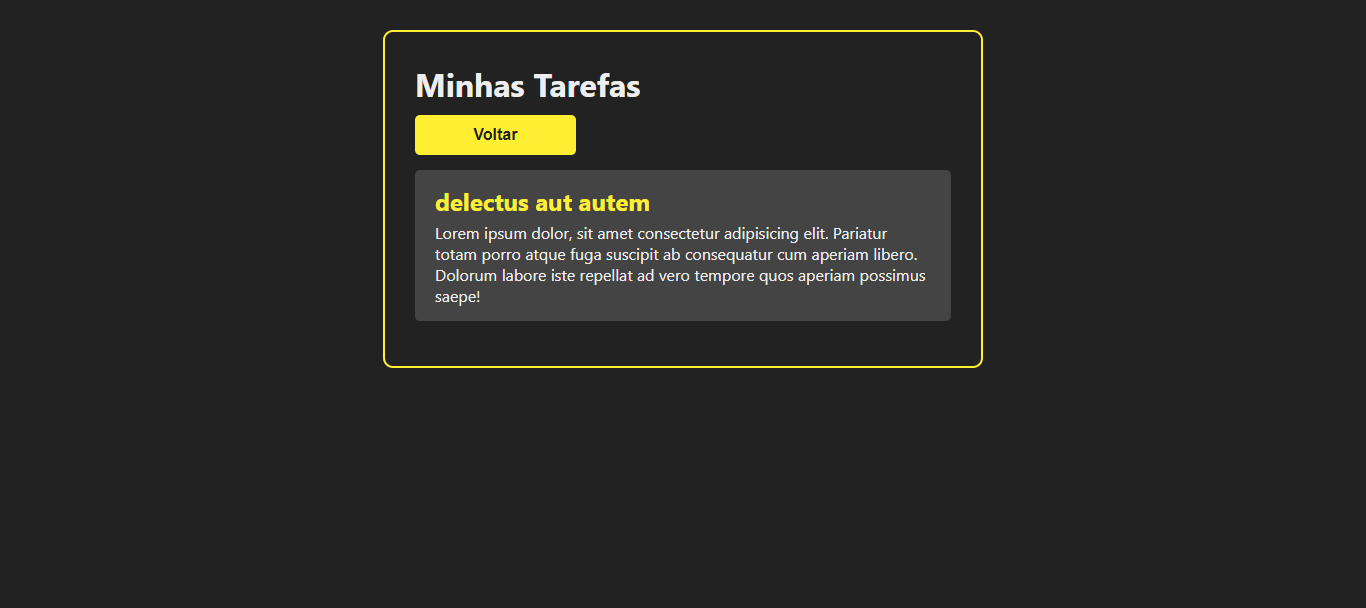 Minhas Tarefas
Voltar
delectus aut autem
Lorem ipsum dolor, sit amet consectetur adipisicing elit. Pariatur
totam porro atque fuga suscipit ab consequatur cum aperiam libero.
Dolorum labore iste repellat ad vero tempore quos aperiam possimus
saepe!